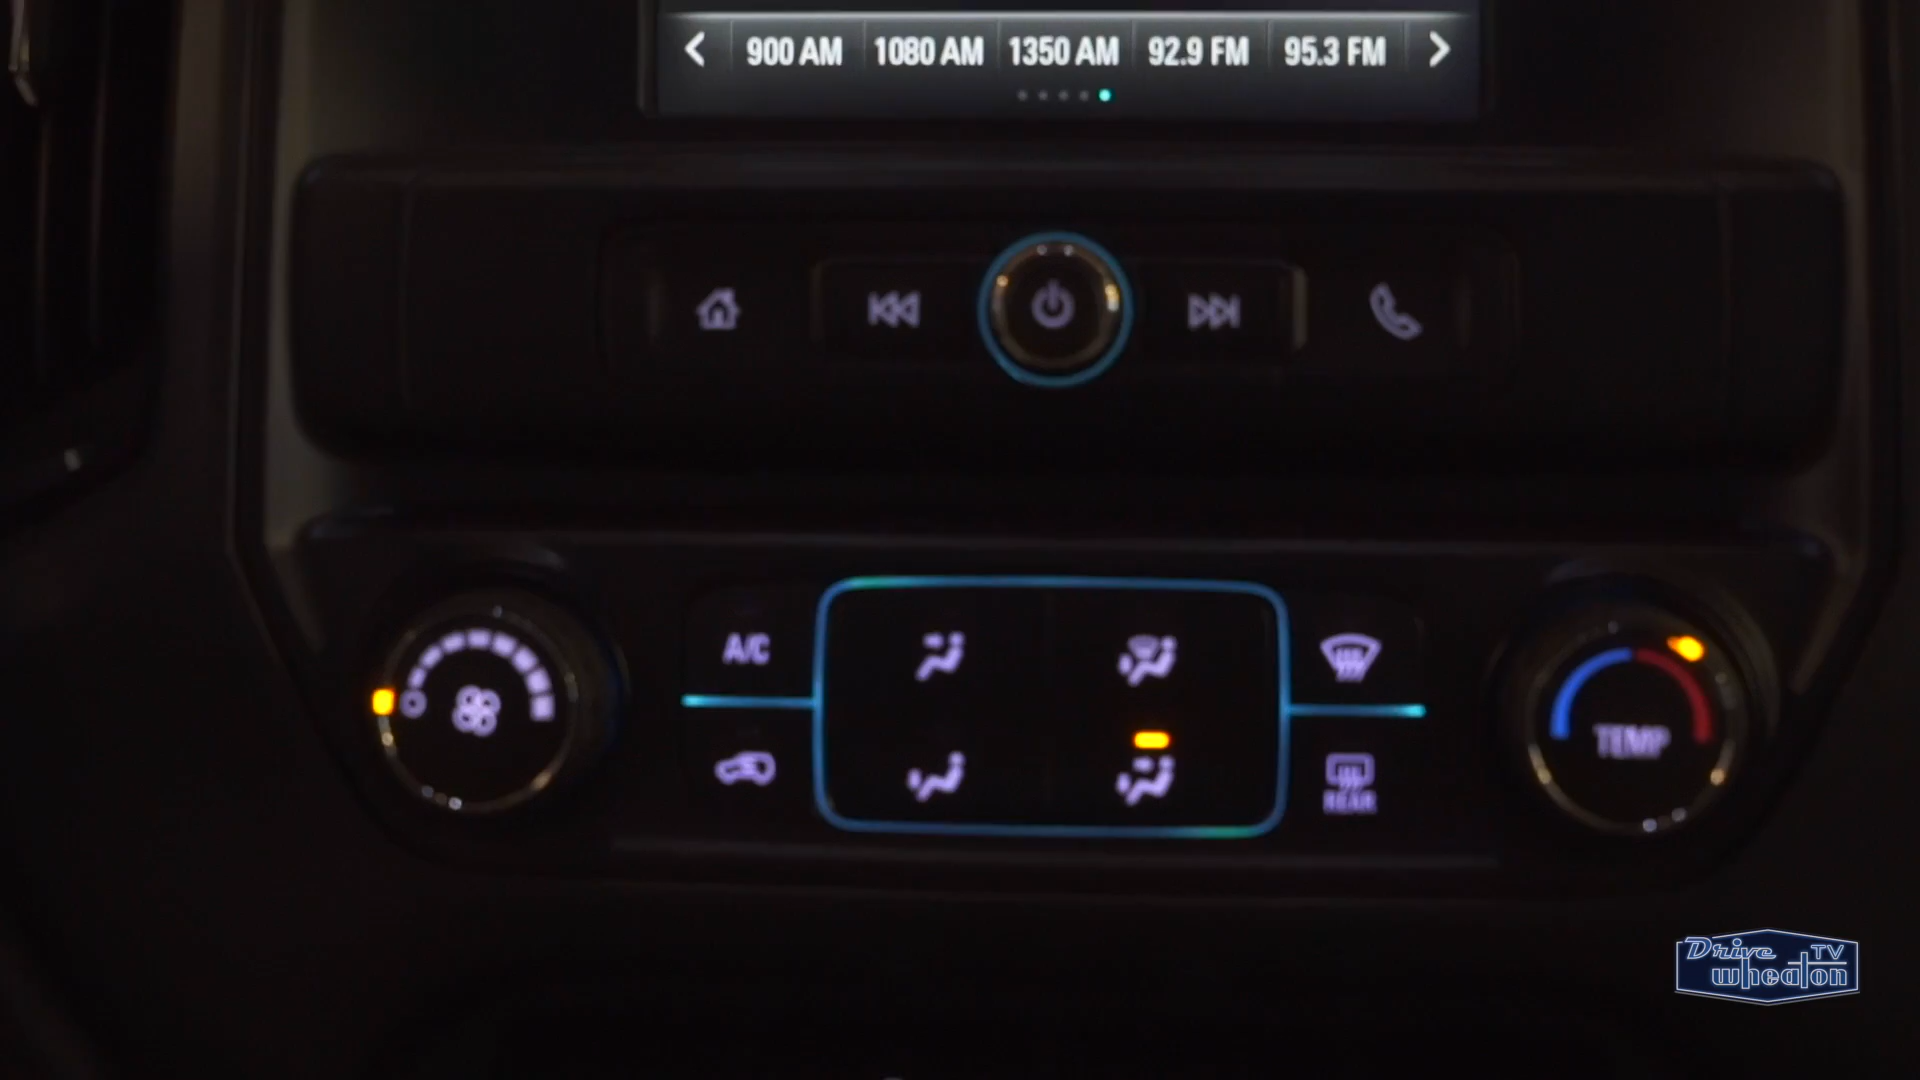 900 AM 1080 AM 1350 AM 92.9 FM 95.3 FM
A/C
TEMP
REAR
Drive TV
wheaton